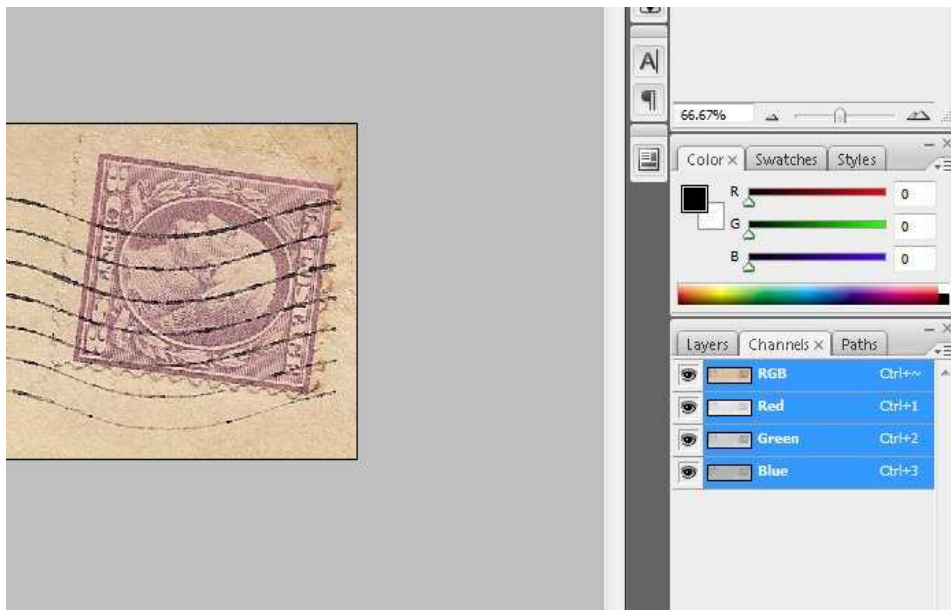 A
¶
66.67%
Color × Swatches Styles
R 0
G 0
B 0
Layers Channels × Paths
RGB Ctrl+~
Red Ctrl+1
Green Ctrl+2
Blue Ctrl+3